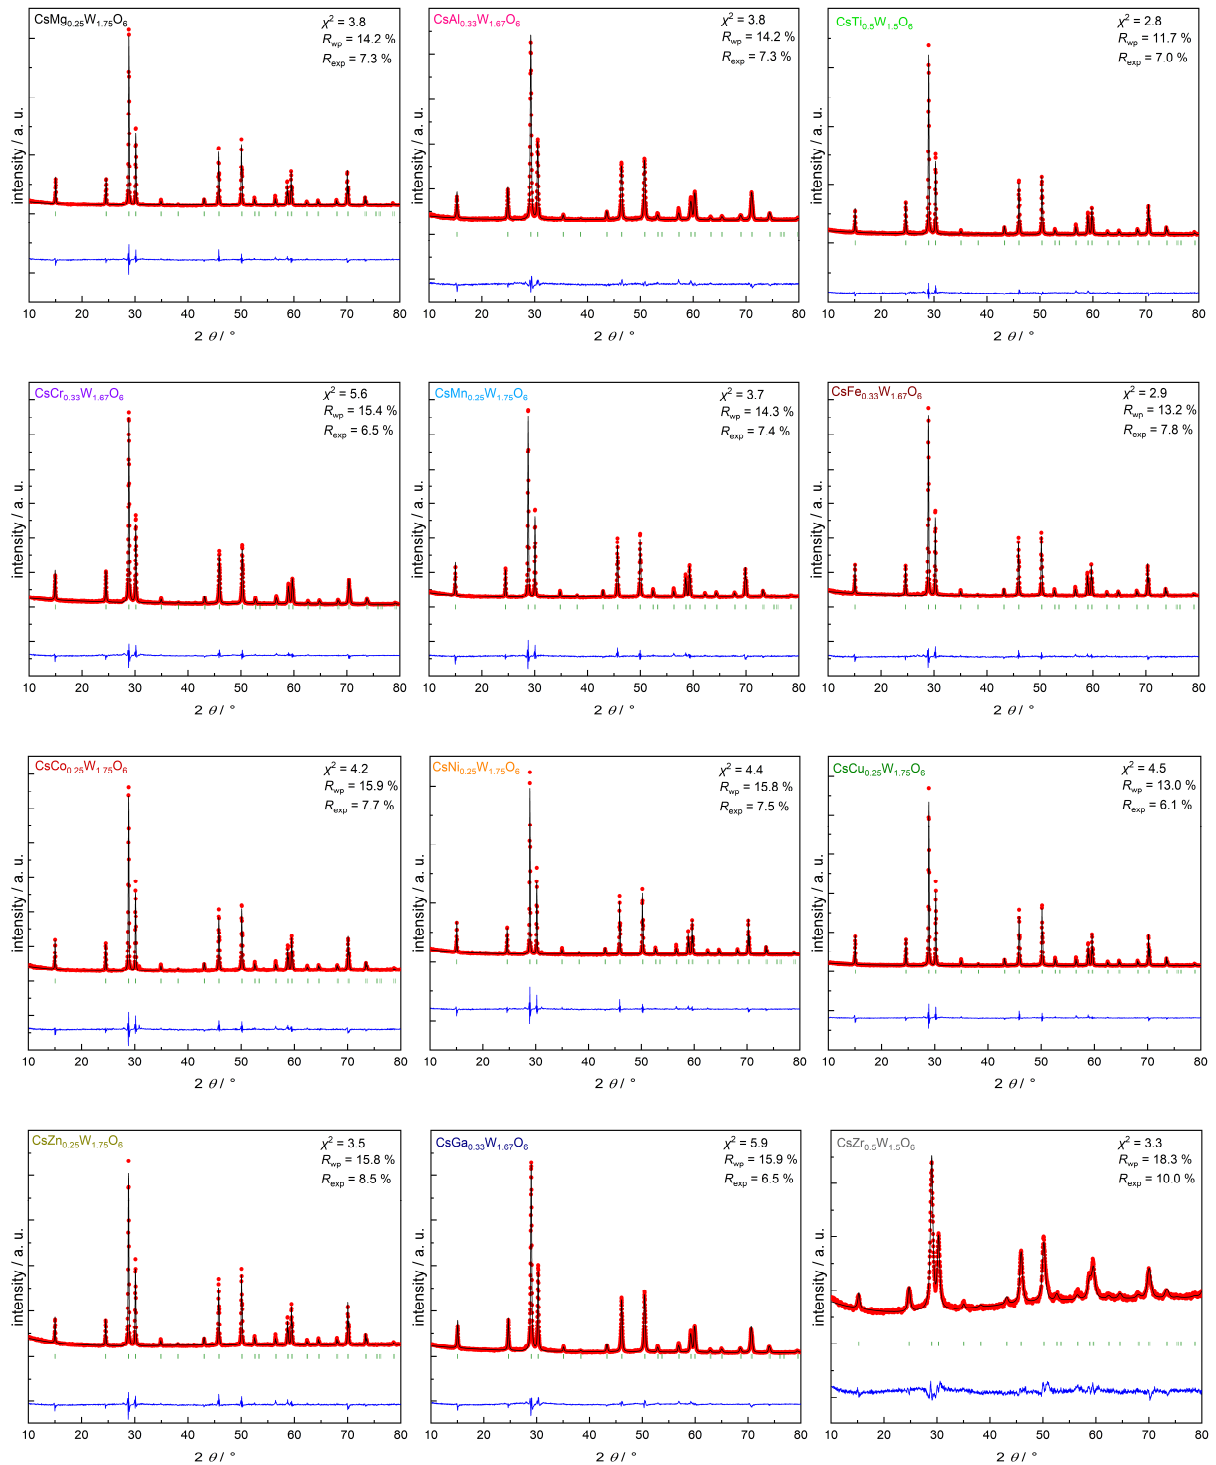 CsMg0.25W1.75O6
χ2 = 3.8
Rwp = 14.2 %
Rexp = 7.3 %
intensity / a. u.
10 20 30 40 50 60 70 80
2 θ / °
CsAl0.33W1.67O6
χ2 = 3.8
Rwp = 14.2 %
Rexp = 7.3 %
10 20 30 40 50 60 70 80
2 θ / °
CsTi0.5W1.5O6
χ2 = 2.8
Rwp = 11.7 %
Rexp = 7.0 %
10 20 30 40 50 60 70 80
2 θ / °
CsCr0.33W1.67O6
χ2 = 5.6
Rwp = 15.4 %
Rexp = 6.5 %
intensity / a. u.
10 20 30 40 50 60 70 80
2 θ / °
CsMn0.25W1.75O6
χ2 = 3.7
Rwp = 14.3 %
Rexp = 7.4 %
10 20 30 40 50 60 70 80
2 θ / °
CsFe0.33W1.67O6
χ2 = 2.9
Rwp = 13.2 %
Rexp = 7.8 %
10 20 30 40 50 60 70 80
2 θ / °
CsCo0.25W1.75O6
χ2 = 4.2
Rwp = 15.9 %
Rexp = 7.7 %
intensity / a. u.
10 20 30 40 50 60 70 80
2 θ / °
CsNi0.25W1.75O6
χ2 = 4.4
Rwp = 15.8 %
Rexp = 7.5 %
10 20 30 40 50 60 70 80
2 θ / °
CsCu0.25W1.75O6
χ2 = 4.5
Rwp = 13.0 %
Rexp = 6.1 %
10 20 30 40 50 60 70 80
2 θ / °
CsZn0.25W1.75O6
χ2 = 3.5
Rwp = 15.8 %
Rexp = 8.5 %
intensity / a. u.
10 20 30 40 50 60 70 80
2 θ / °
CsGa0.33W1.67O6
χ2 = 5.9
Rwp = 15.9 %
Rexp = 6.5 %
10 20 30 40 50 60 70 80
2 θ / °
CsZr0.5W1.5O6
χ2 = 3.3
Rwp = 18.3 %
Rexp = 10.0 %
10 20 30 40 50 60 70 80
2 θ / °